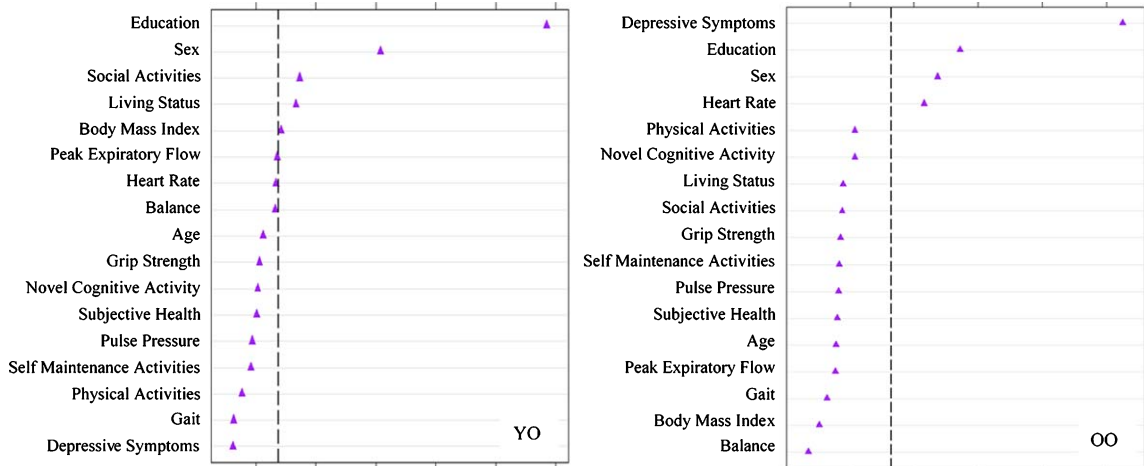 Education
Sex
Social Activities
Living Status
Body Mass Index
Peak Expiratory Flow
Heart Rate
Balance
Age
Grip Strength
Novel Cognitive Activity
Subjective Health
Pulse Pressure
Self Maintenance Activities
Physical Activities
Gait
Depressive Symptoms
YO
Depressive Symptoms
Education
Sex
Heart Rate
Physical Activities
Novel Cognitive Activity
Living Status
Social Activities
Grip Strength
Self Maintenance Activities
Pulse Pressure
Subjective Health
Age
Peak Expiratory Flow
Gait
Body Mass Index
Balance
OO